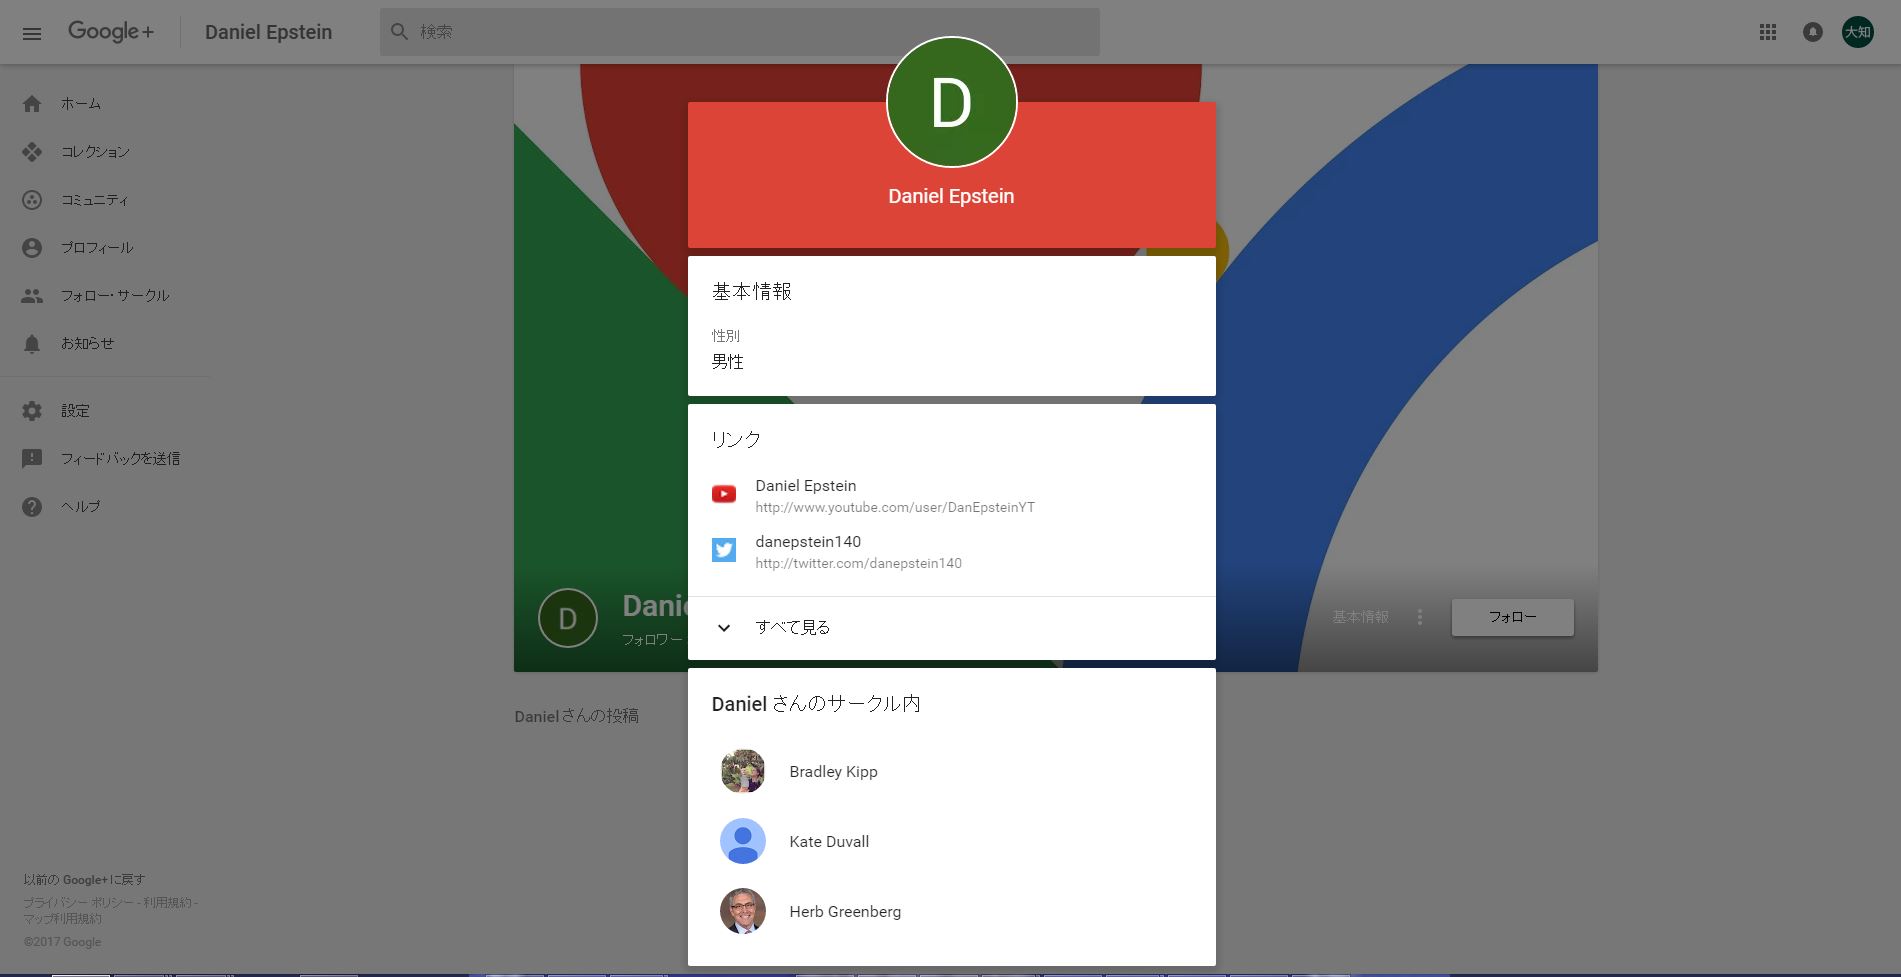 Google+
Daniel Epstein
検索
大知
ホーム
コレクション
コミュニティ
プロフィール
フォロー・サークル
お知らせ
設定
フィードバックを送信
ヘルプ
以前の Google+ に戻す
プライバシー ポリシー - 利用規約 -
マップ利用規約
©2017 Google
D
Daniel Epstein
基本情報
性別
男性
リンク
Daniel Epstein
http://www.youtube.com/user/DanEpsteinYT
danepstein140
http://twitter.com/danepstein140
すべて見る
Daniel さんのサークル内
Bradley Kipp
Kate Duvall
Herb Greenberg
D
フォロワー
基本情報
フォロー
Danielさんの投稿